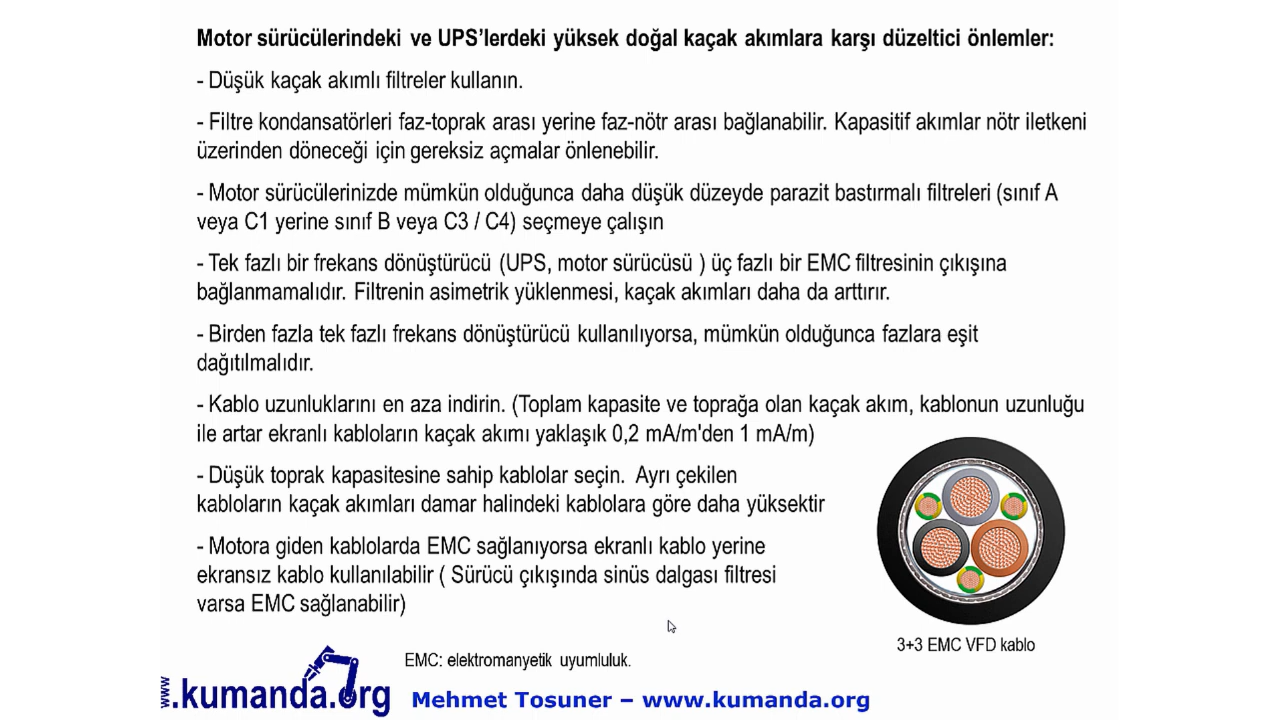 Motor sürücülerindeki ve UPS’lerdeki yüksek doğal kaçak akımlara karşı düzeltici önlemler:
- Düşük kaçak akımlı filtreler kullanın.
- Filtre kondansatörleri faz-toprak arası yerine faz-nötr arası bağlanabilir. Kapasitif akımlar nötr iletkeni
üzerinden döneceği için gereksiz açmalar önlenebilir.
- Motor sürücülerinizde mümkün olduğunca daha düşük düzeyde parazit bastırmalı filtreleri (sınıf A
veya C1 yerine sınıf B veya C3 / C4) seçmeye çalışın
- Tek fazlı bir frekans dönüştürücü (UPS, motor sürücüsü ) üç fazlı bir EMC filtresinin çıkışına
bağlanmamalıdır. Filtrenin asimetrik yüklenmesi, kaçak akımları daha da arttırır.
- Birden fazla tek fazlı frekans dönüştürücü kullanılıyorsa, mümkün olduğunca fazlara eşit
dağıtılmalıdır.
- Kablo uzunluklarını en aza indirin. (Toplam kapasite ve toprağa olan kaçak akım, kablonun uzunluğu
ile artar ekranlı kabloların kaçak akımı yaklaşık 0,2 mA/m'den 1 mA/m)
- Düşük toprak kapasitesine sahip kablolar seçin. Ayrı çekilen
kabloların kaçak akımları damar halindeki kablolara göre daha yüksektir
- Motora giden kablolarda EMC sağlanıyorsa ekranlı kablo yerine
ekransız kablo kullanılabilir ( Sürücü çıkışında sinüs dalgası filtresi
varsa EMC sağlanabilir)
3+3 EMC VFD kablo
EMC: elektromanyetik uyumluluk.
www.kumanda.org
Mehmet Tosuner – www.kumanda.org